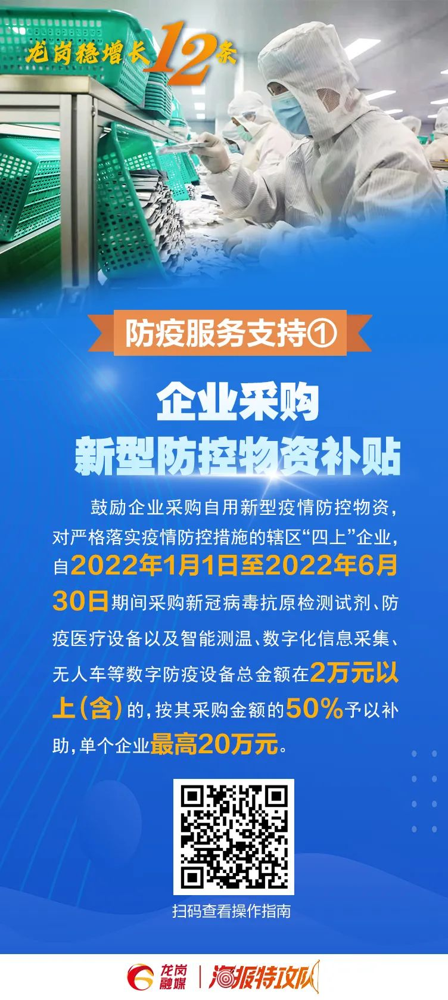 龙岗稳增长12条
防疫服务支持①
企业采购
新型防控物资补贴
鼓励企业采购自用新型疫情防控物资，
对严格落实疫情防控措施的辖区“四上”企业，
自2022年1月1日至2022年6月
30日期间采购新冠病毒抗原检测试剂、防
疫医疗设备以及智能测温、数字化信息采集、
无人车等数字防疫设备总金额在2万元以
上(含)的，按其采购金额的50%予以补
助，单个企业最高20万元。
扫码查看操作指南
龙岗
融媒
海报特攻队